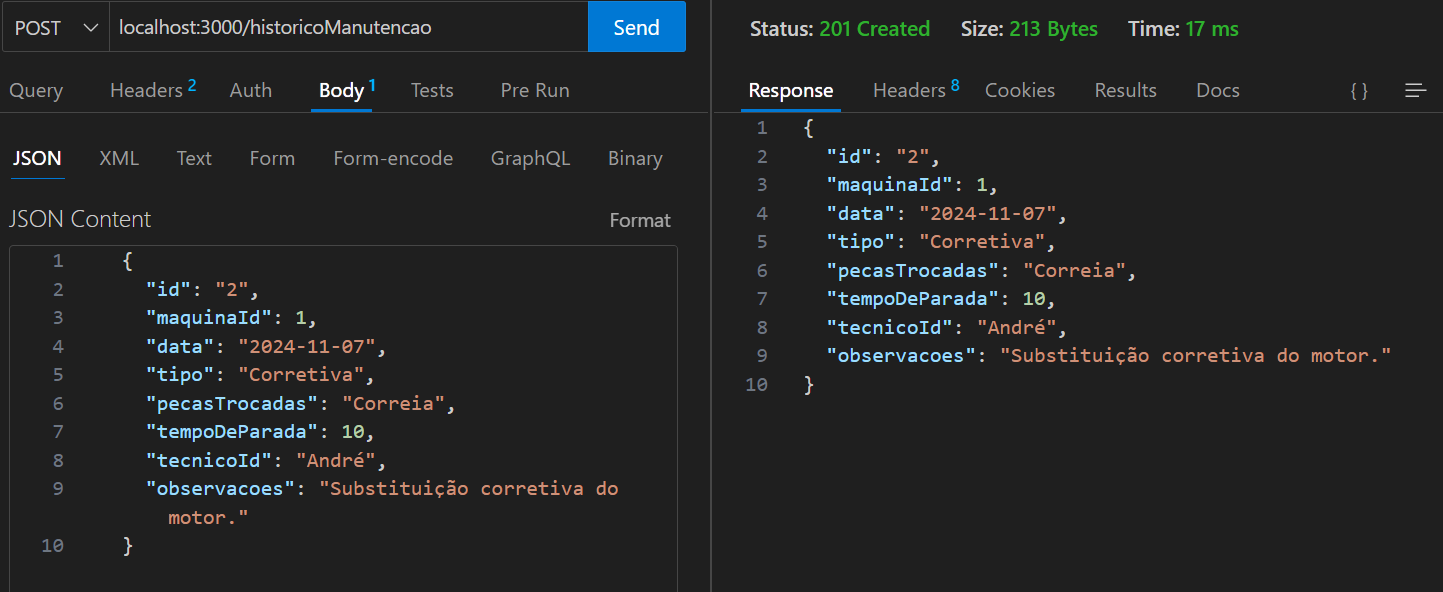 POST localhost:3000/historicoManutencao Send
Query Headers 2 Auth Body 1 Tests Pre Run
JSON XML Text Form Form-encode GraphQL Binary
JSON Content Format
1 {
2 "id": "2",
3 "maquinaId": 1,
4 "data": "2024-11-07",
5 "tipo": "Corretiva",
6 "pecasTrocadas": "Correia",
7 "tempoDeParada": 10,
8 "tecnicoId": "André",
9 "observacoes": "Substituição corretiva do
motor."
10 }
Status: 201 Created Size: 213 Bytes Time: 17 ms
Response Headers 8 Cookies Results Docs { }
1 {
2 "id": "2",
3 "maquinaId": 1,
4 "data": "2024-11-07",
5 "tipo": "Corretiva",
6 "pecasTrocadas": "Correia",
7 "tempoDeParada": 10,
8 "tecnicoId": "André",
9 "observacoes": "Substituição corretiva do motor."
10 }